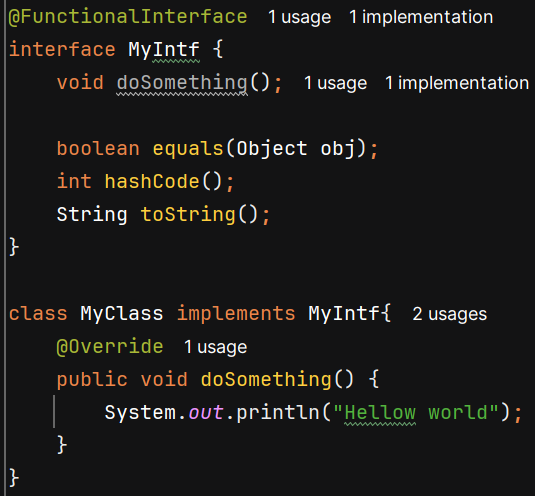 @FunctionalInterface 1 usage 1 implementation
interface MyIntf {
    void doSomething(); 1 usage 1 implementation

    boolean equals(Object obj);
    int hashCode();
    String toString();
}

class MyClass implements MyIntf{ 2 usages
    @Override 1 usage
    public void doSomething() {
        System.out.println("Hellow world");
    }
}